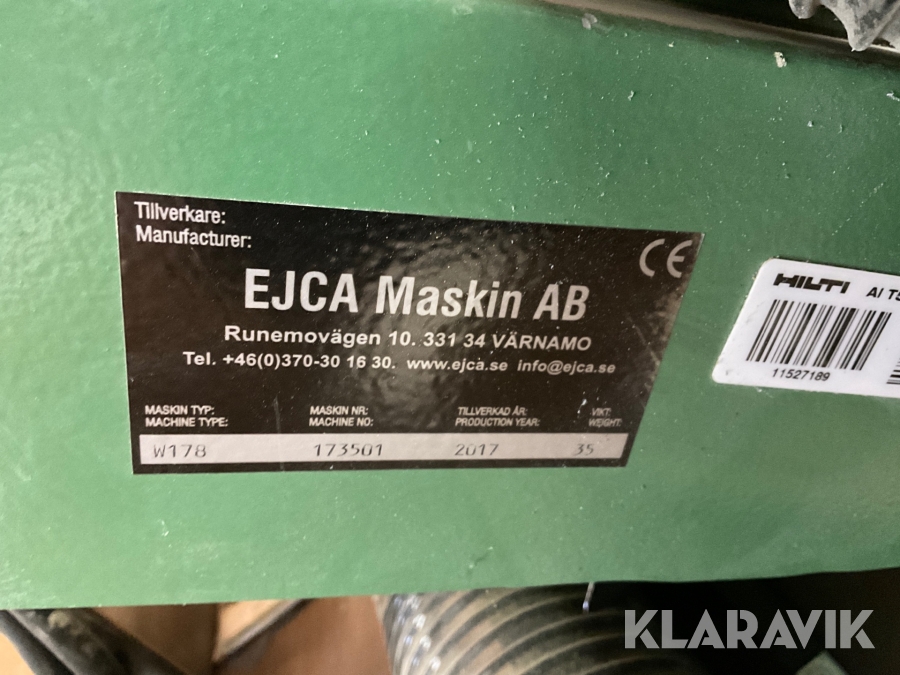 Tillverkare:
Manufacturer:
CE
EJCA Maskin AB
Runemovägen 10. 331 34 VÄRNAMO
Tel. +46(0)370-30 16 30. www.ejca.se info@ejca.se
MASKIN TYP: MASKIN NR: TILLVERKAD ÅR: VIKT:
MACHINE TYPE: MACHINE NO: PRODUCTION YEAR: WEIGHT:
W178 173501 2017 35
HILTI AI
11527189
KLARAVIK